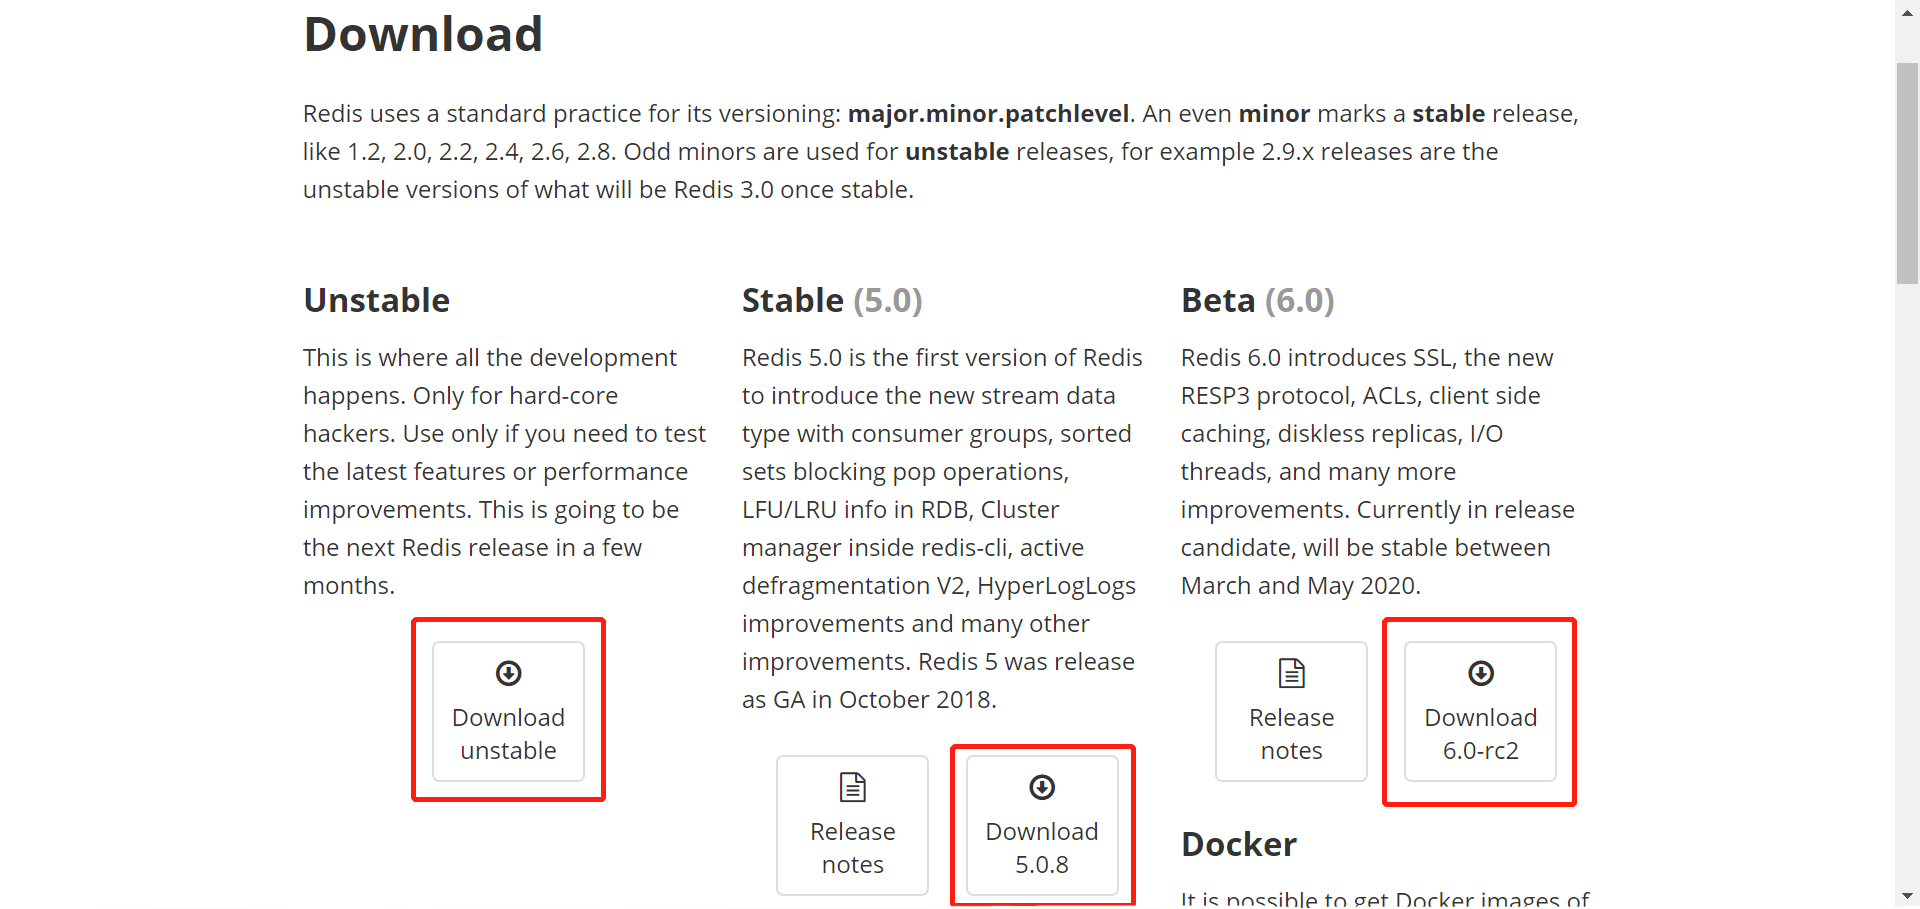 Download
Redis uses a standard practice for its versioning: major.minor.patchlevel. An even minor marks a stable release,
like 1.2, 2.0, 2.2, 2.4, 2.6, 2.8. Odd minors are used for unstable releases, for example 2.9.x releases are the
unstable versions of what will be Redis 3.0 once stable.
Unstable
This is where all the development
happens. Only for hard-core
hackers. Use only if you need to test
the latest features or performance
improvements. This is going to be
the next Redis release in a few
months.
Download
unstable
Stable (5.0)
Redis 5.0 is the first version of Redis
to introduce the new stream data
type with consumer groups, sorted
sets blocking pop operations,
LFU/LRU info in RDB, Cluster
manager inside redis-cli, active
defragmentation V2, HyperLogLogs
improvements and many other
improvements. Redis 5 was release
as GA in October 2018.
Release
notes
Download
5.0.8
Beta (6.0)
Redis 6.0 introduces SSL, the new
RESP3 protocol, ACLs, client side
caching, diskless replicas, I/O
threads, and many more
improvements. Currently in release
candidate, will be stable between
March and May 2020.
Release
notes
Download
6.0-rc2
Docker
It is possible to get Docker images of